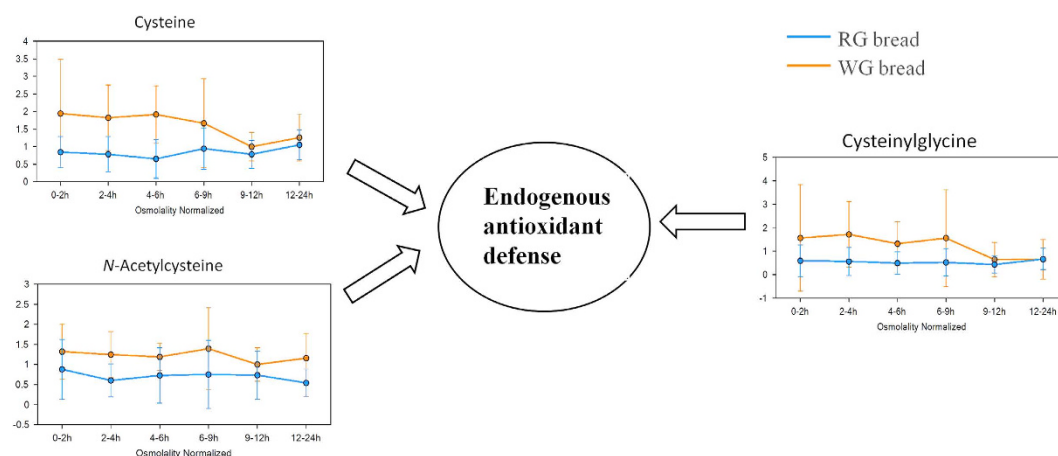 Cysteine
4
3.5
3
2.5
2
1.5
1
0.5
0
0-2h 2-4h 4-6h 6-9h 9-12h 12-24h
Osmolality Normalized
N-Acetylcysteine
3
2.5
2
1.5
1
0.5
0
-0.5
0-2h 2-4h 4-6h 6-9h 9-12h 12-24h
Osmolality Normalized
Endogenous
antioxidant
defense
RG bread
WG bread
Cysteinylglycine
5
4
3
2
1
0
-1
0-2h 2-4h 4-6h 6-9h 9-12h 12-24h
Osmolality Normalized